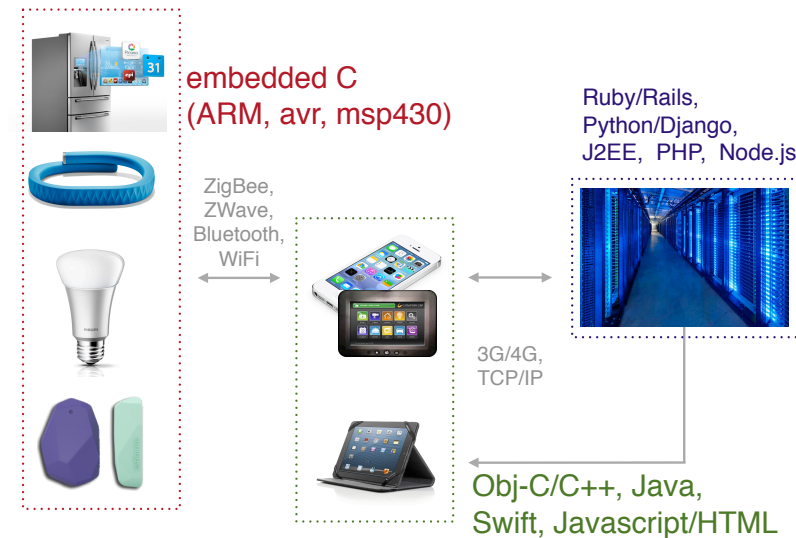 31
embedded C
(ARM, avr, msp430)
Ruby/Rails,
Python/Django,
J2EE, PHP, Node.js
ZigBee,
ZWave,
Bluetooth,
WiFi
3G/4G,
TCP/IP
Obj-C/C++, Java,
Swift, Javascript/HTML